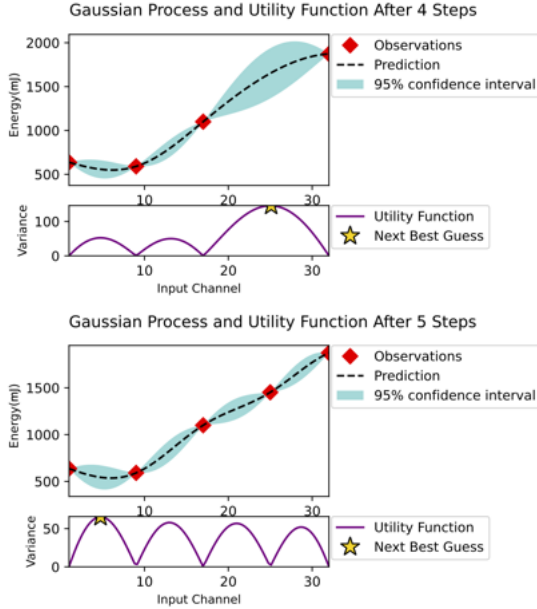 Gaussian Process and Utility Function After 4 Steps
2000
1500
1000
500
Energy(mJ)
Observations
Prediction
95% confidence interval
10
20
30
100
0
Variance
Utility Function
Next Best Guess
10
20
30
Input Channel
Gaussian Process and Utility Function After 5 Steps
1500
1000
500
Energy(mJ)
Observations
Prediction
95% confidence interval
10
20
30
50
0
Variance
Utility Function
Next Best Guess
10
20
30
Input Channel